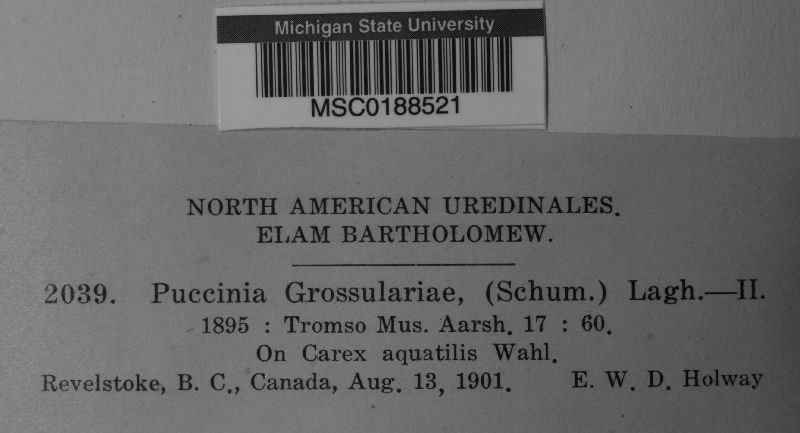 Michigan State University
MSC0188521
NORTH AMERICAN UREDINALES.
ELAM BARTHOLOMEW.
2039. Puccinia Grossulariae, (Schum.) Lagh.—II.
1895 : Tromso Mus. Aarsh. 17 : 60.
On Carex aquatilis Wahl.
Revelstoke, B. C., Canada, Aug. 13, 1901. E. W. D. Holway